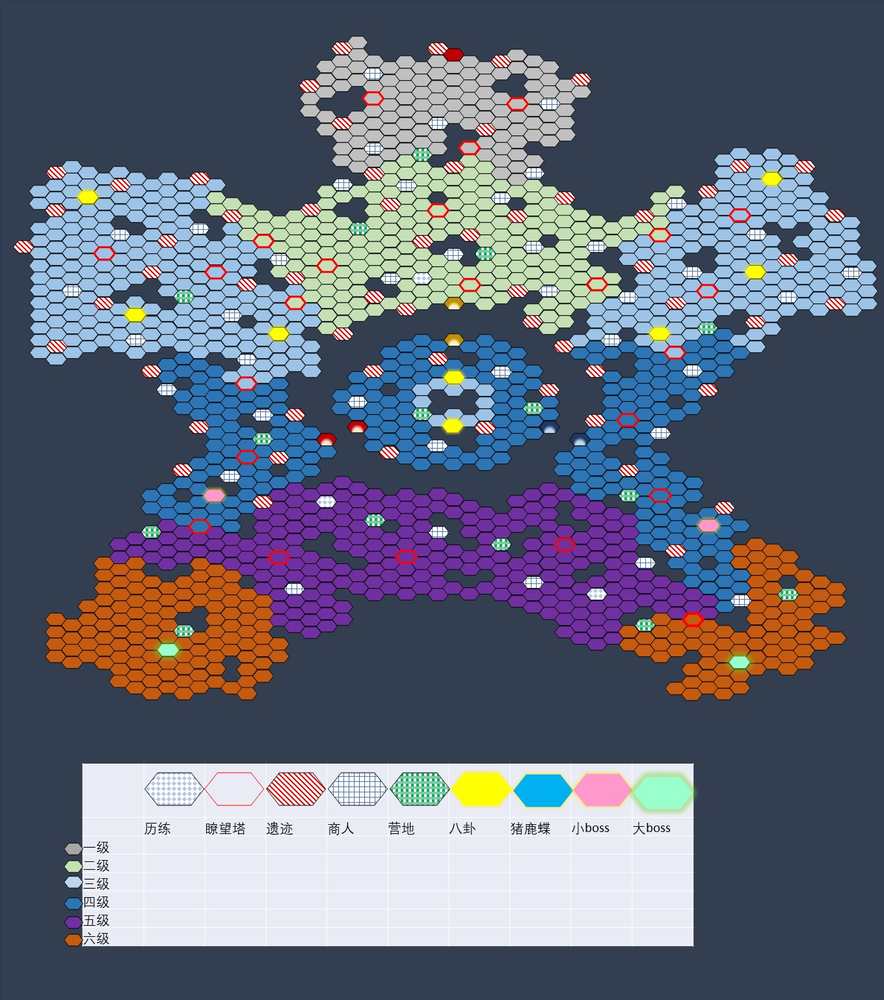 历练 瞭望塔 遗迹 商人 营地 八卦 猪鹿蝶 小boss 大boss
一级
二级
三级
四级
五级
六级